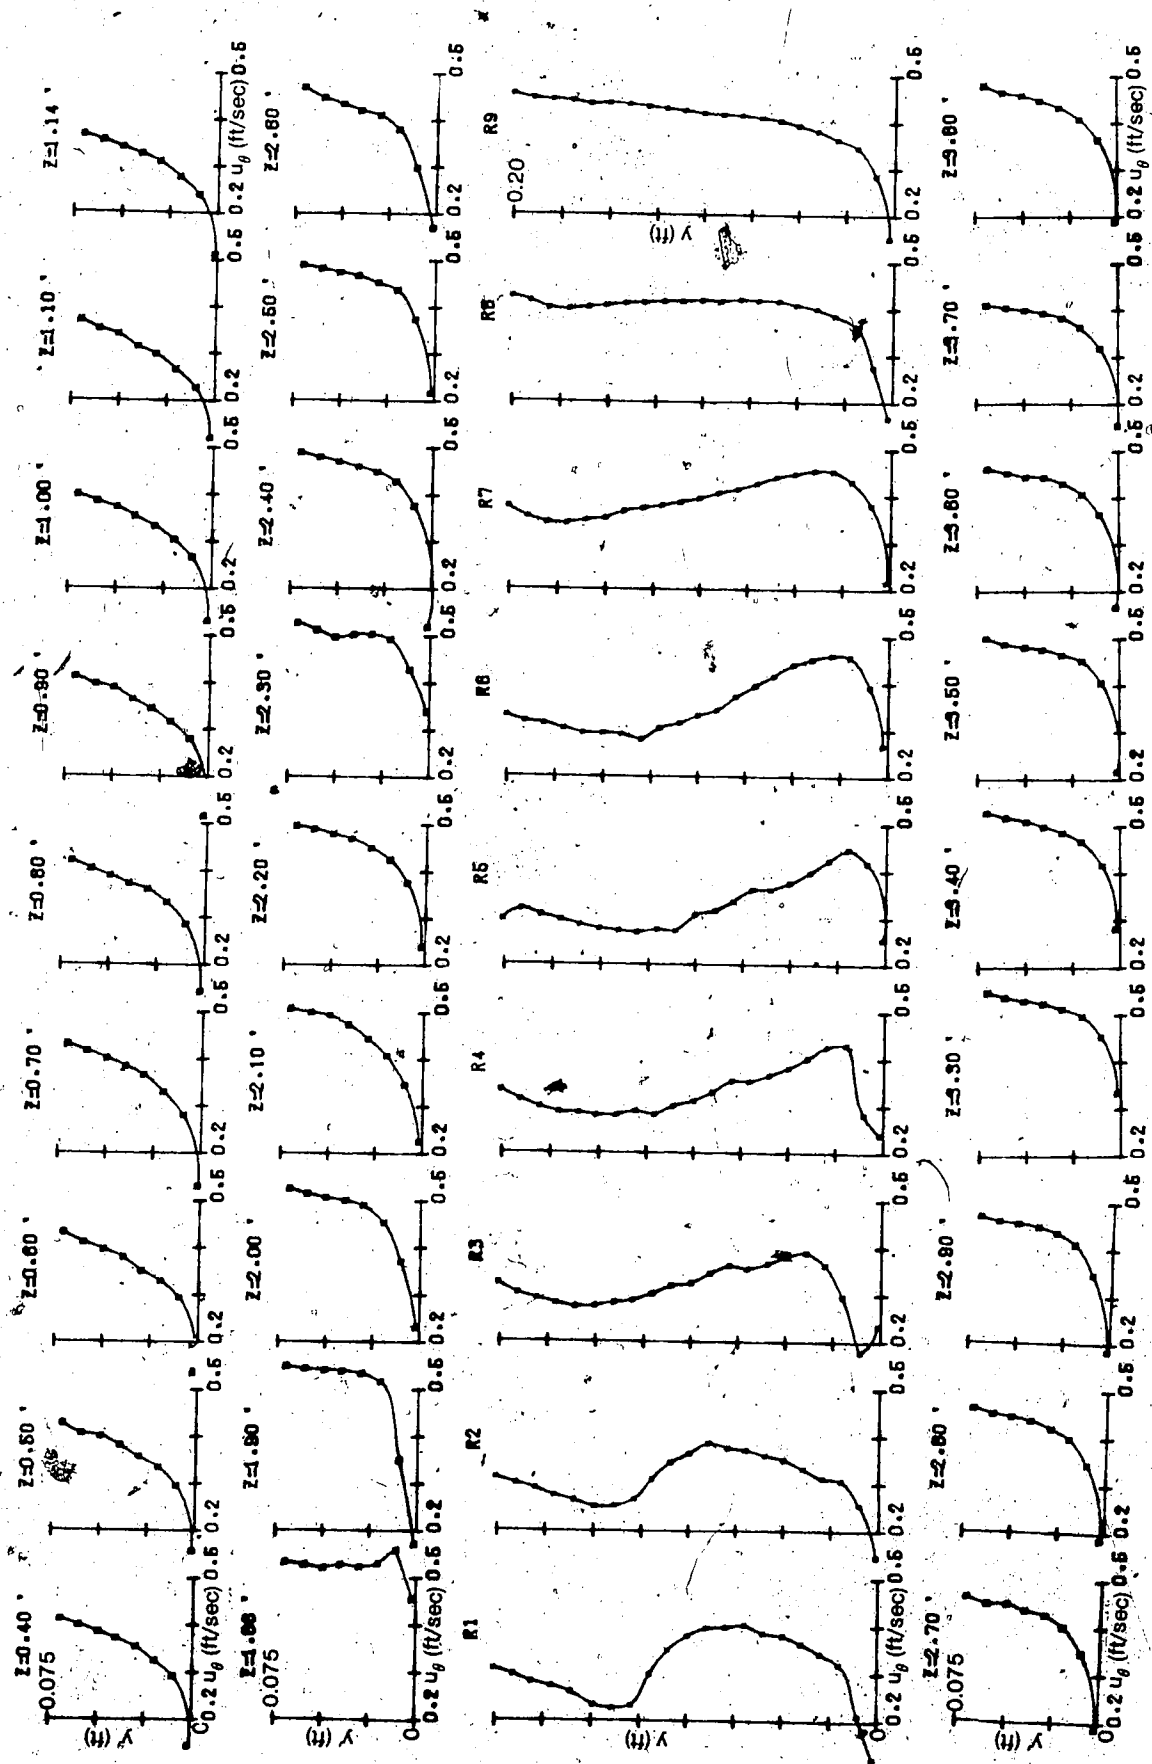 Z=0.40 ' Z=0.50 ' Z=0.60 ' Z=0.70 ' Z=0.80 ' Z=0.90 ' Z=1.00 ' Z=1.10 ' Z=1.14 '
0.075
y (ft)
0
0.2 u_θ (ft/sec) 0.5 0.2 0.5 0.2 0.5 0.2 0.5 0.2 0.5 0.2 0.5 0.2 0.5 0.2 0.5 0.2 u_θ (ft/sec) 0.5
Z=1.86 ' Z=1.90 ' Z=2.00 ' Z=2.10 ' Z=2.20 ' Z=2.30 ' Z=2.40 ' Z=2.50 ' Z=2.60 '
0.075
y (ft)
0
0.2 u_θ (ft/sec) 0.5 0.2 0.5 0.2 0.5 0.2 0.5 0.2 0.5 0.2 0.5 0.2 0.5 0.2 0.5 0.2 0.5
R1 R2 R3 R4 R5 R6 R7 R8 R9
0.20
y (ft) y (ft)
0
0.2 u_θ (ft/sec) 0.5 0.2 0.5 0.2 0.5 0.2 0.5 0.2 0.5 0.2 0.5 0.2 0.5 0.2 0.5 0.2 0.5
Z=2.70 ' Z=2.80 ' Z=2.90 ' Z=3.30 ' Z=3.40 ' Z=3.50 ' Z=3.60 ' Z=3.70 ' Z=3.80 '
0.075
y (ft)
0
0.2 u_θ (ft/sec) 0.5 0.2 0.5 0.2 0.5 0.2 0.5 0.2 0.5 0.2 0.5 0.2 0.5 0.2 0.5 0.2 u_θ (ft/sec) 0.5